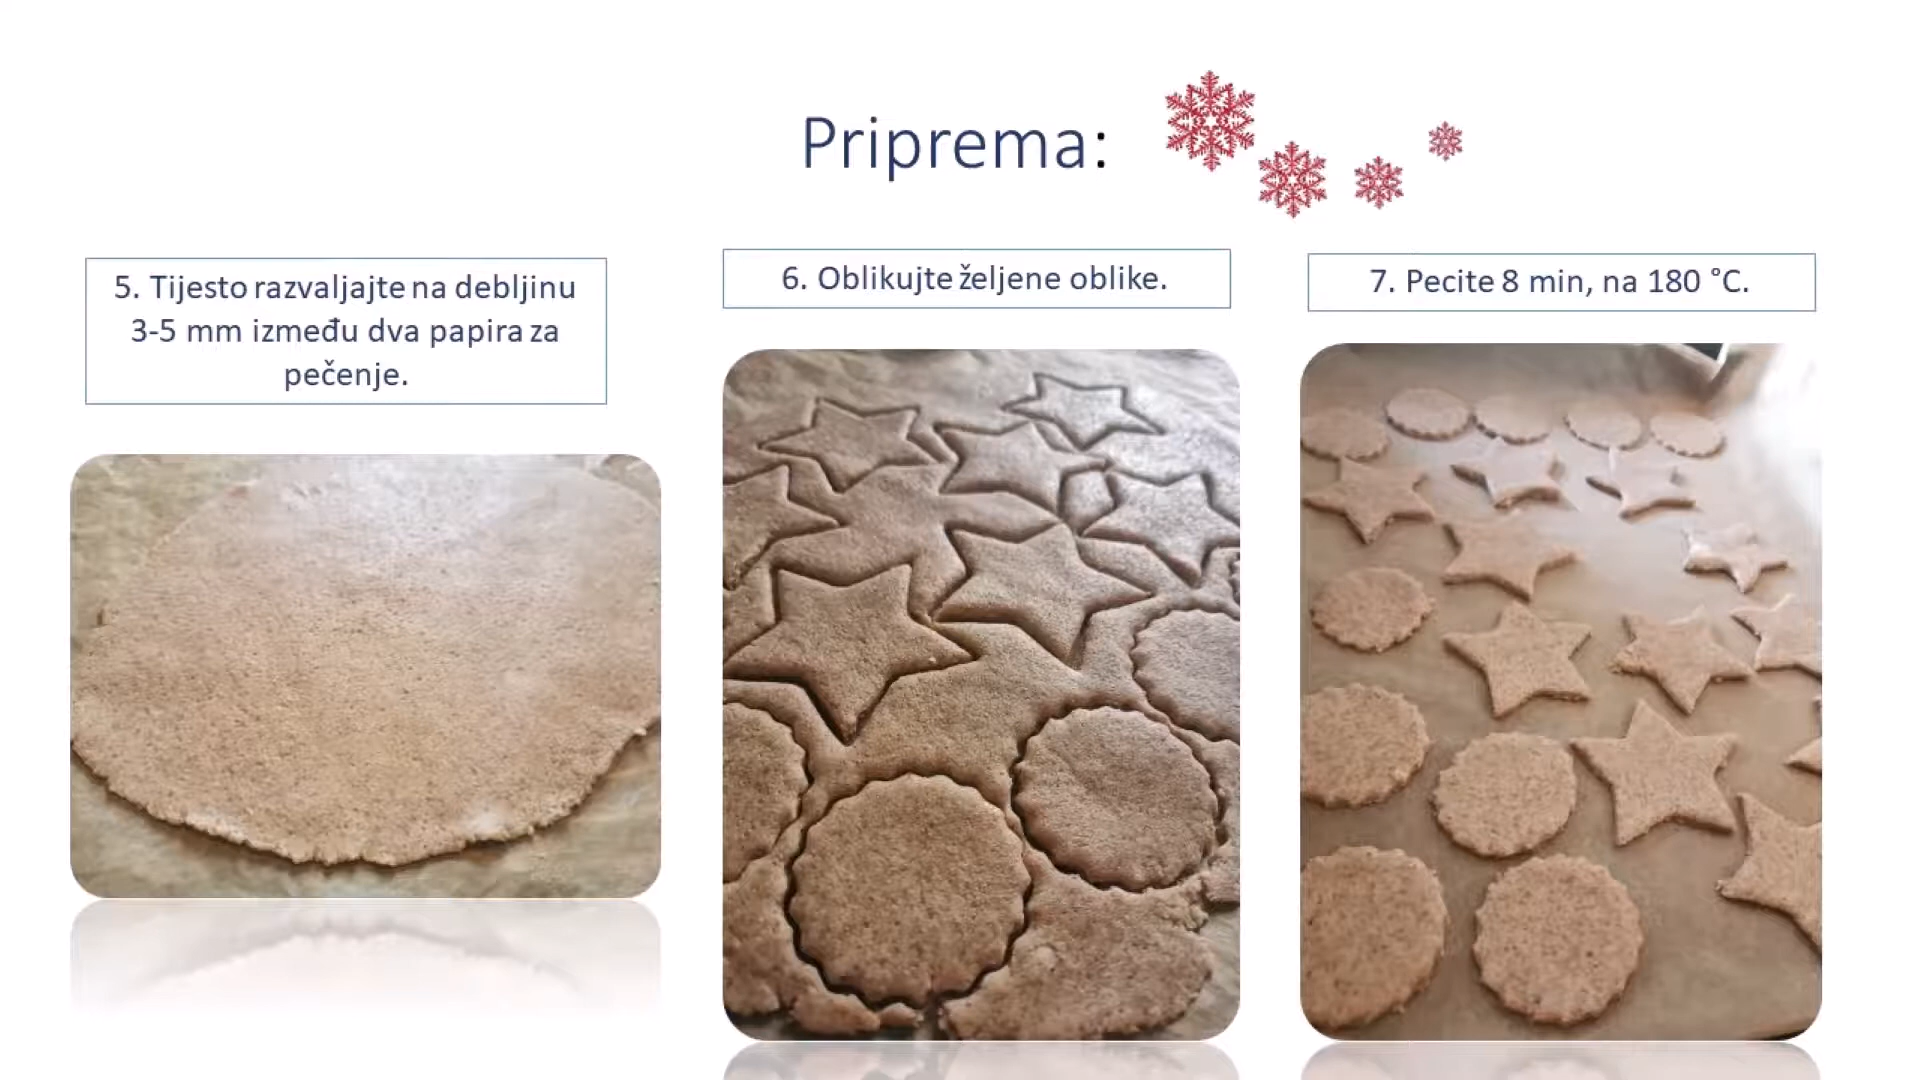 Priprema:
5. Tijesto razvaljajte na debljinu
3-5 mm između dva papira za
pečenje.
6. Oblikujte željene oblike.
7. Pecite 8 min, na 180 °C.